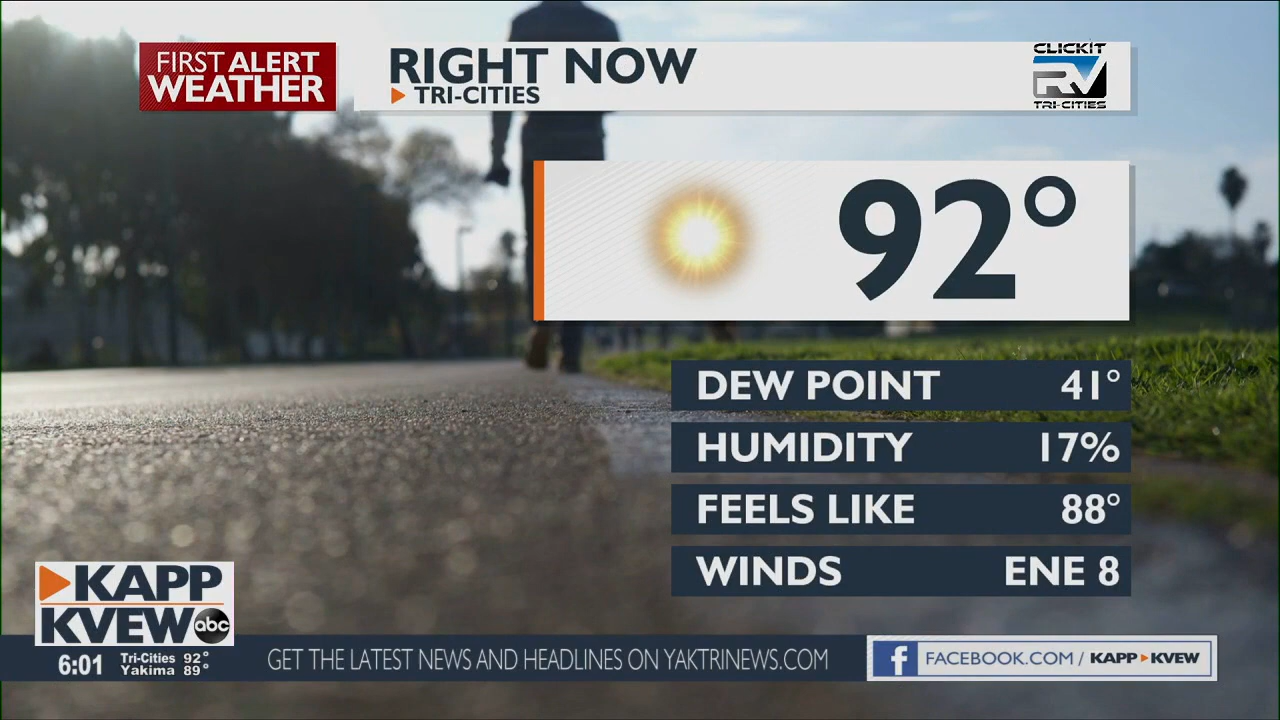 FIRST ALERT
WEATHER
RIGHT NOW
TRI-CITIES
CLICKIT
RV
TRI-CITIES
92°
DEW POINT 41°
HUMIDITY 17%
FEELS LIKE 88°
WINDS ENE 8
KAPP
KVEW abc
6:01
Tri-Cities 92°
Yakima 89°
GET THE LATEST NEWS AND HEADLINES ON YAKTRINEWS.COM
f FACEBOOK.COM / KAPP KVEW